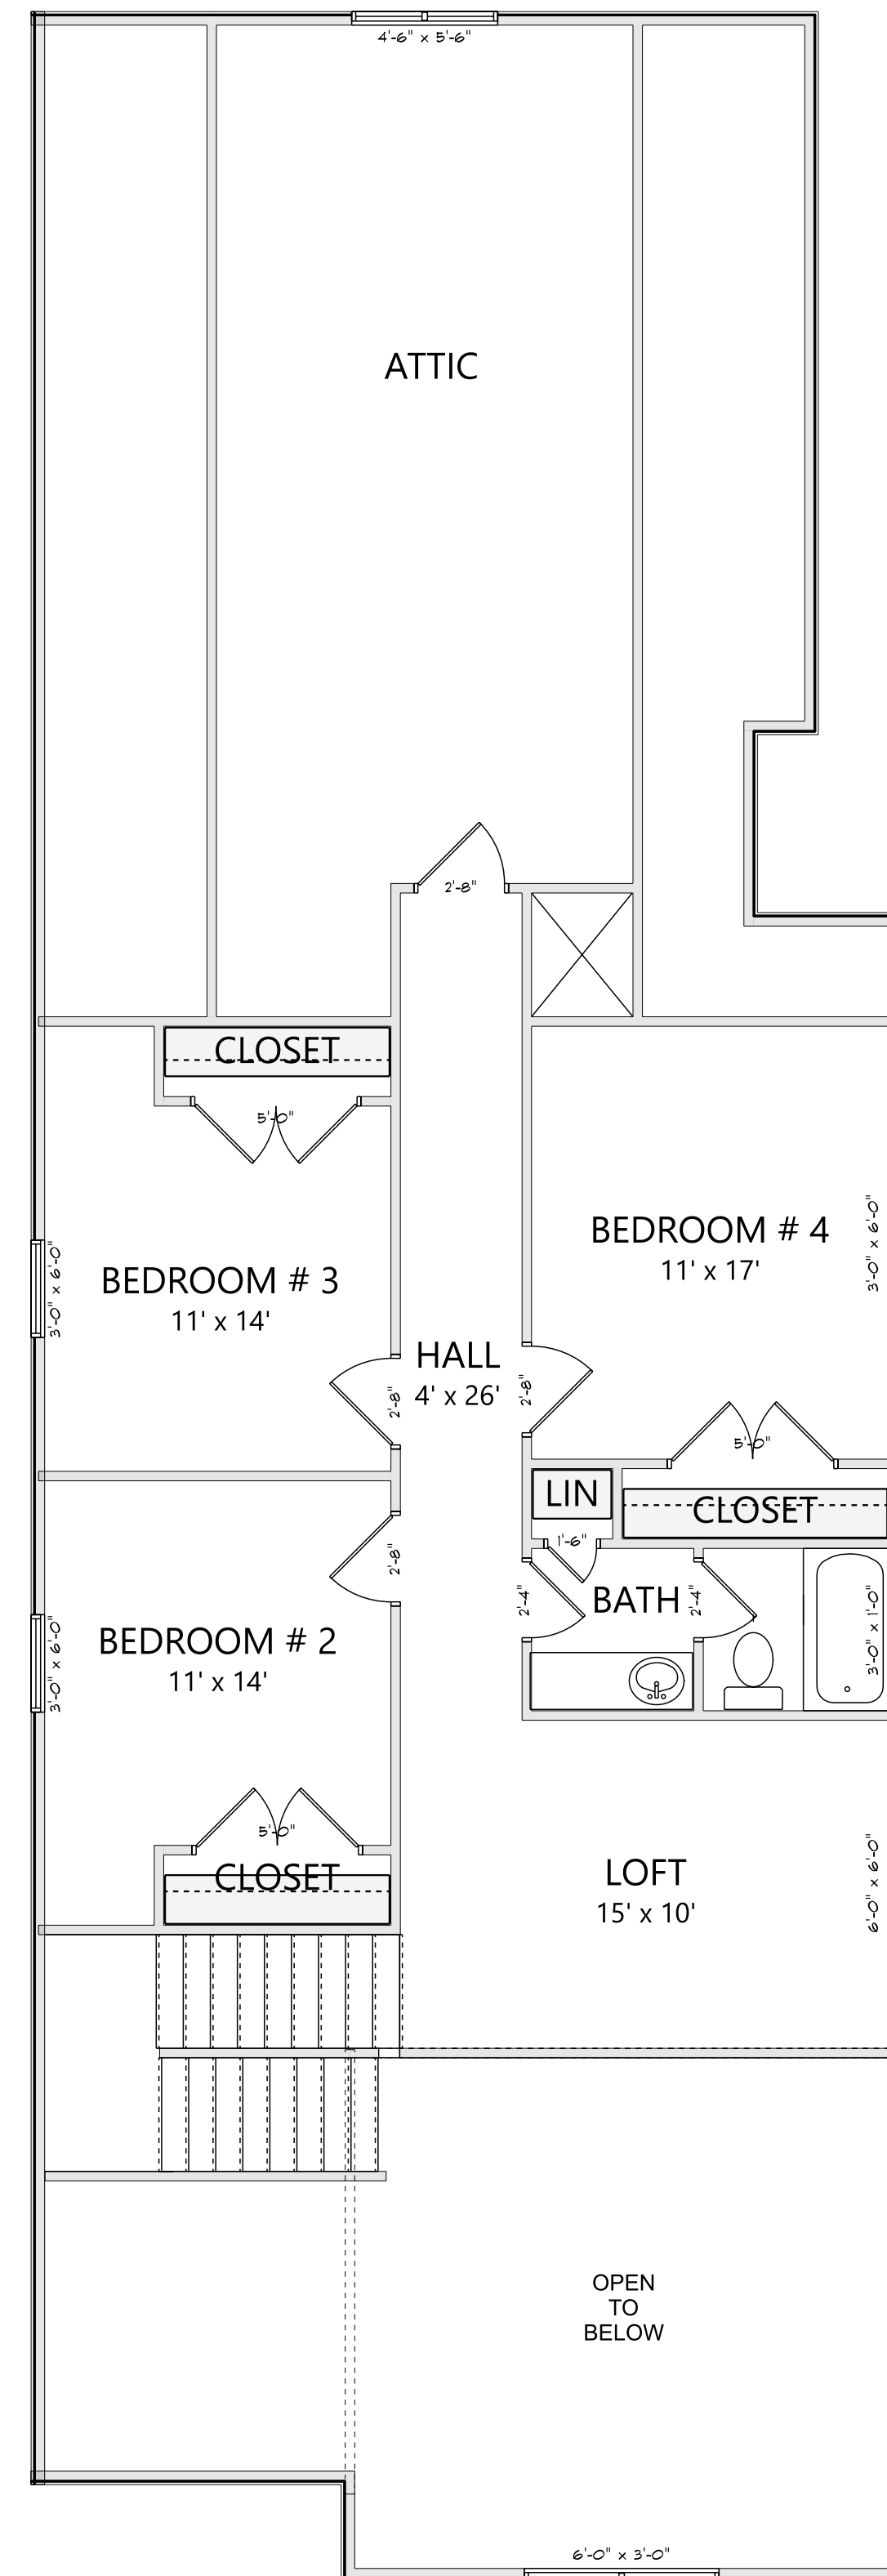 4'-6" x 5'-6"
ATTIC
2'-8"
CLOSET
5'-0"
3'-0" x 6'-0"
BEDROOM # 3
11' x 14'
BEDROOM # 4
11' x 17'
3'-0" x 6'-0"
HALL
4' x 26'
2'-8"
2'-8"
5'-0"
LIN
CLOSET
1'-6"
2'-8"
2'-4"
BATH
2'-4"
3'-0" x 1'-0"
BEDROOM # 2
11' x 14'
3'-0" x 6'-0"
5'-0"
CLOSET
LOFT
15' x 10'
6'-0" x 6'-0"
OPEN
TO
BELOW
6'-0" x 3'-0"